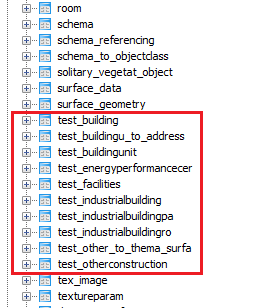 room
schema
schema_referencing
schema_to_objectclass
solitary_vegetat_object
surface_data
surface_geometry
test_building
test_buildingu_to_address
test_buildingunit
test_energyperformancecer
test_facilities
test_industrialbuilding
test_industrialbuildingpa
test_industrialbuildingro
test_other_to_thema_surfa
test_otherconstruction
tex_image
textureparam